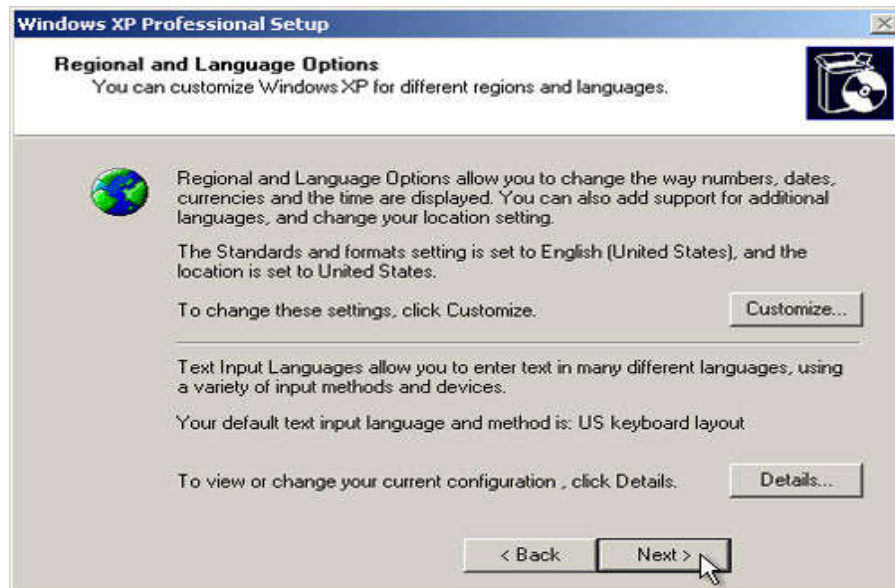 Windows XP Professional Setup
Regional and Language Options
You can customize Windows XP for different regions and languages.
Regional and Language Options allow you to change the way numbers, dates,
currencies and the time are displayed. You can also add support for additional
languages, and change your location setting.
The Standards and formats setting is set to English (United States), and the
location is set to United States.
To change these settings, click Customize.
Customize...
Text Input Languages allow you to enter text in many different languages, using
a variety of input methods and devices.
Your default text input language and method is: US keyboard layout
To view or change your current configuration , click Details.
Details...
< Back
Next >